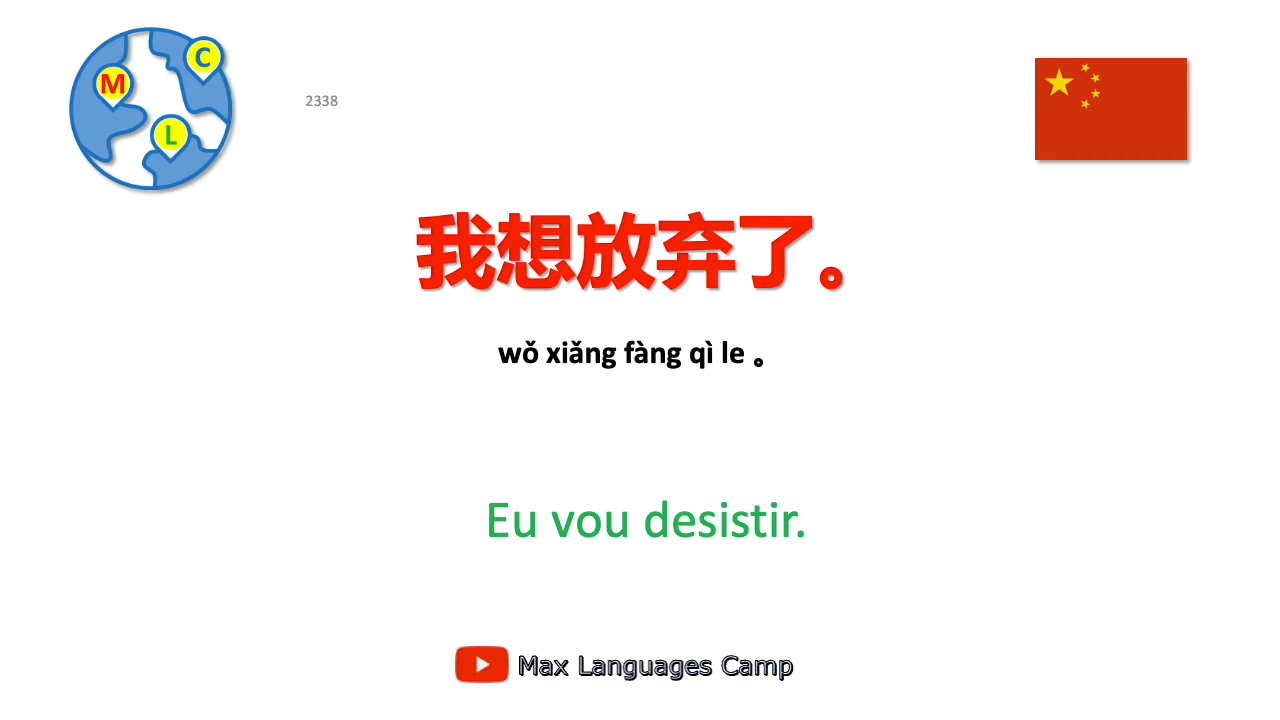 M
C
L
2338
我想放弃了。
wǒ xiǎng fàng qì le 。
Eu vou desistir.
Max Languages Camp